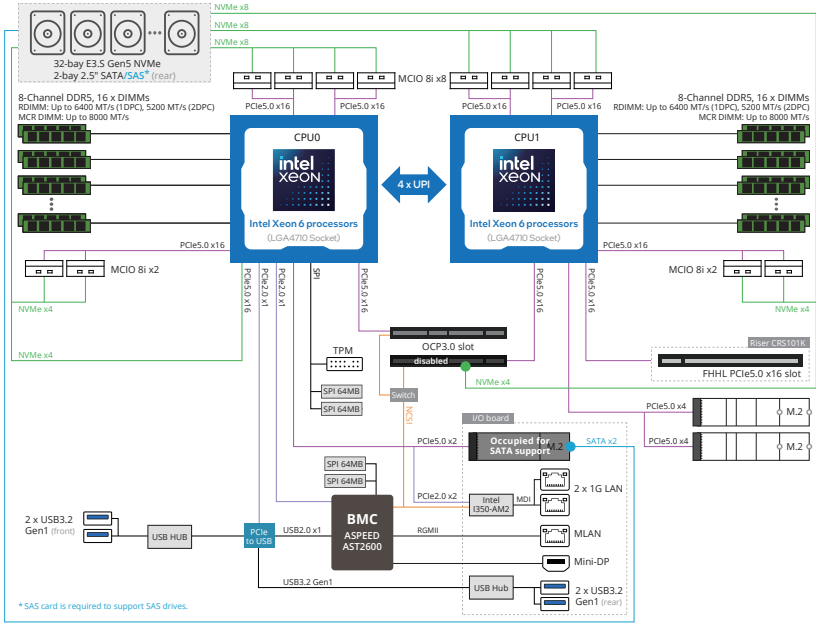 NVMe x8
NVMe x8
NVMe x8
32-bay E3.S Gen5 NVMe
2-bay 2.5" SATA/SAS* (rear)
MCIO 8i x8
PCIe5.0 x16
PCIe5.0 x16
PCIe5.0 x16
PCIe5.0 x16
8-Channel DDR5, 16 x DIMMs
RDIMM: Up to 6400 MT/s (1DPC), 5200 MT/s (2DPC)
MCR DIMM: Up to 8000 MT/s
8-Channel DDR5, 16 x DIMMs
RDIMM: Up to 6400 MT/s (1DPC), 5200 MT/s (2DPC)
MCR DIMM: Up to 8000 MT/s
CPU0
intel
XEON
Intel Xeon 6 processors
(LGA4710 Socket)
4 x UPI
CPU1
intel
XEON
Intel Xeon 6 processors
(LGA4710 Socket)
PCIe5.0 x16
MCIO 8i x2
NVMe x4
NVMe x4
PCIe5.0 x16
MCIO 8i x2
NVMe x4
PCIe5.0 x16
PCIe2.0 x1
PCIe2.0 x1
SPI
PCIe5.0 x16
PCIe5.0 x16
PCIe5.0 x16
TPM
SPI 64MB
SPI 64MB
OCP3.0 slot
disabled
NVMe x4
Switch
NCSI
Riser CRS101K
FHHL PCIe5.0 x16 slot
PCIe5.0 x4
M.2
PCIe5.0 x4
M.2
I/O board
PCIe5.0 x2
Occupied for
SATA support
M.2
SATA x2
SPI 64MB
SPI 64MB
PCIe2.0 x2
Intel
i350-AM2
MDI
2 x 1G LAN
2 x USB3.2
Gen1 (front)
USB HUB
PCIe
to USB
USB2.0 x1
BMC
ASPEED
AST2600
RGMII
MLAN
Mini-DP
USB3.2 Gen1
USB Hub
2 x USB3.2
Gen1 (rear)
* SAS card is required to support SAS drives.